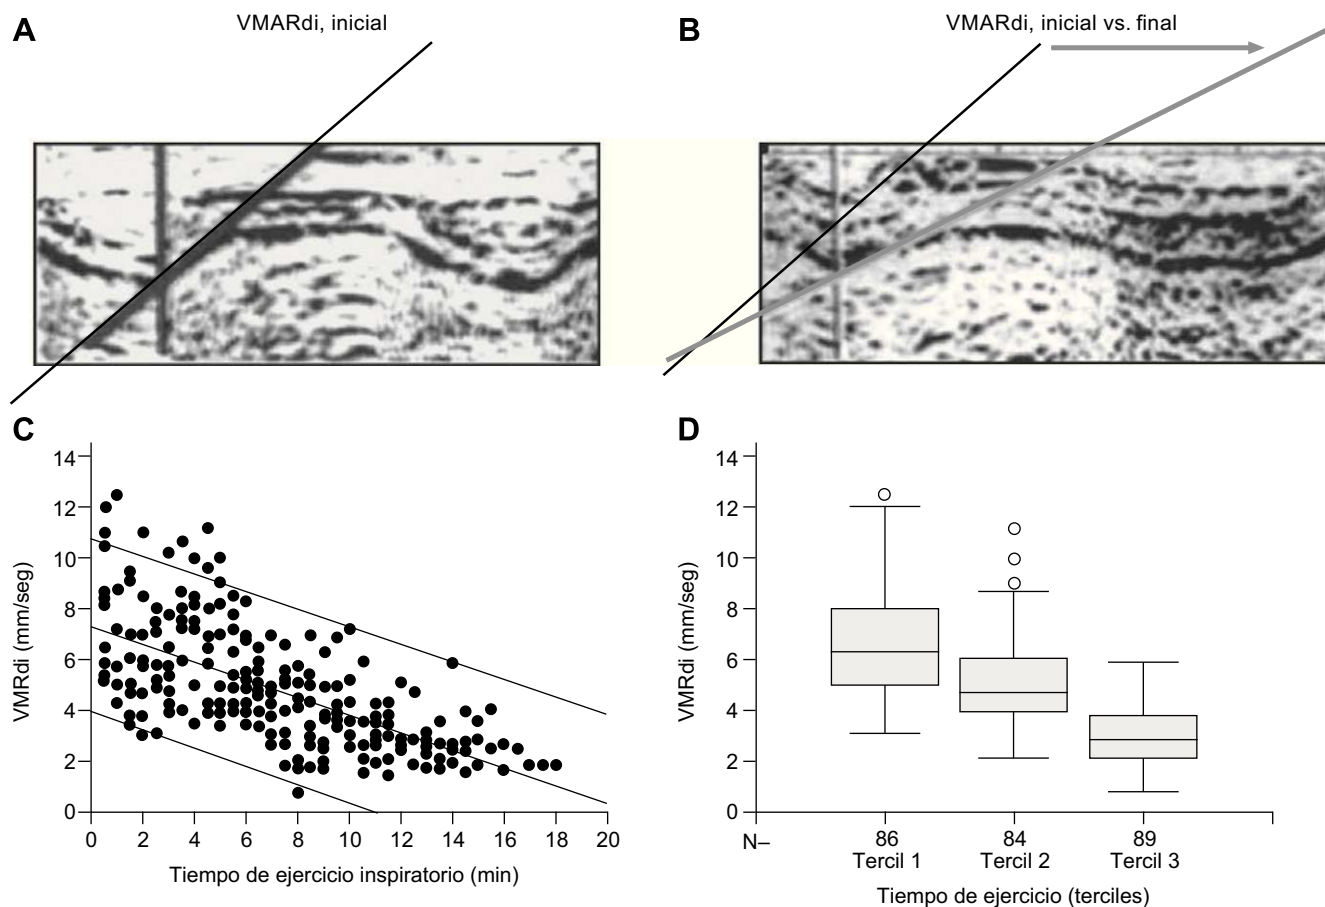 A
VMARdi, inicial
B
VMARdi, inicial vs. final
C
14
12
10
8
6
4
2
0
VMRdi (mm/seg)
0 2 4 6 8 10 12 14 16 18 20
Tiempo de ejercicio inspiratorio (min)
D
14
12
10
8
6
4
2
0
VMRdi (mm/seg)
N– 86 84 89
Tercil 1 Tercil 2 Tercil 3
Tiempo de ejercicio (terciles)